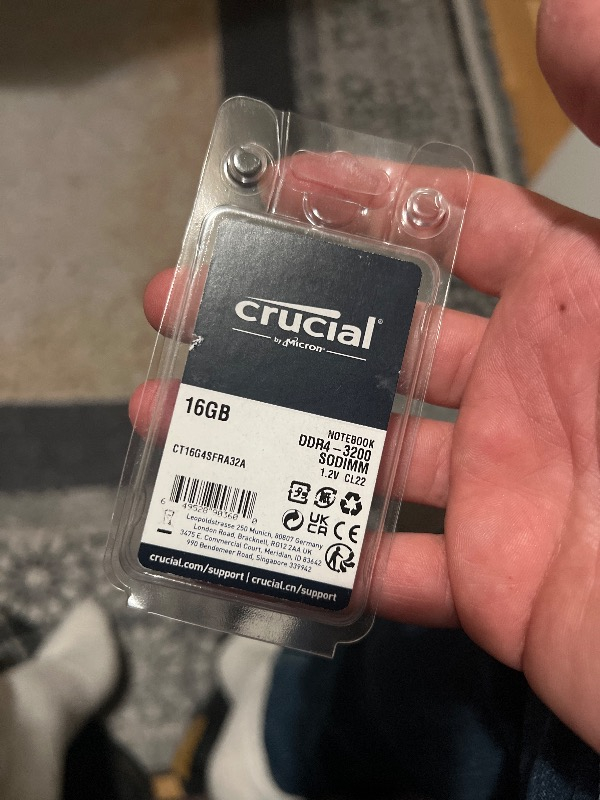 crucial®
by Micron®
16GB
NOTEBOOK
DDR4-3200
SODIMM
1.2V CL22
CT16G4SFRA32A
UK
CA
CE
Leopoldstrasse 250 Munich, 80807 Germany
London Road, Bracknell, RG12 2AA UK
3475 E. Commercial Court, Meridian, ID 83642
990 Bendemeer Road, Singapore 339942
crucial.com/support | crucial.cn/support